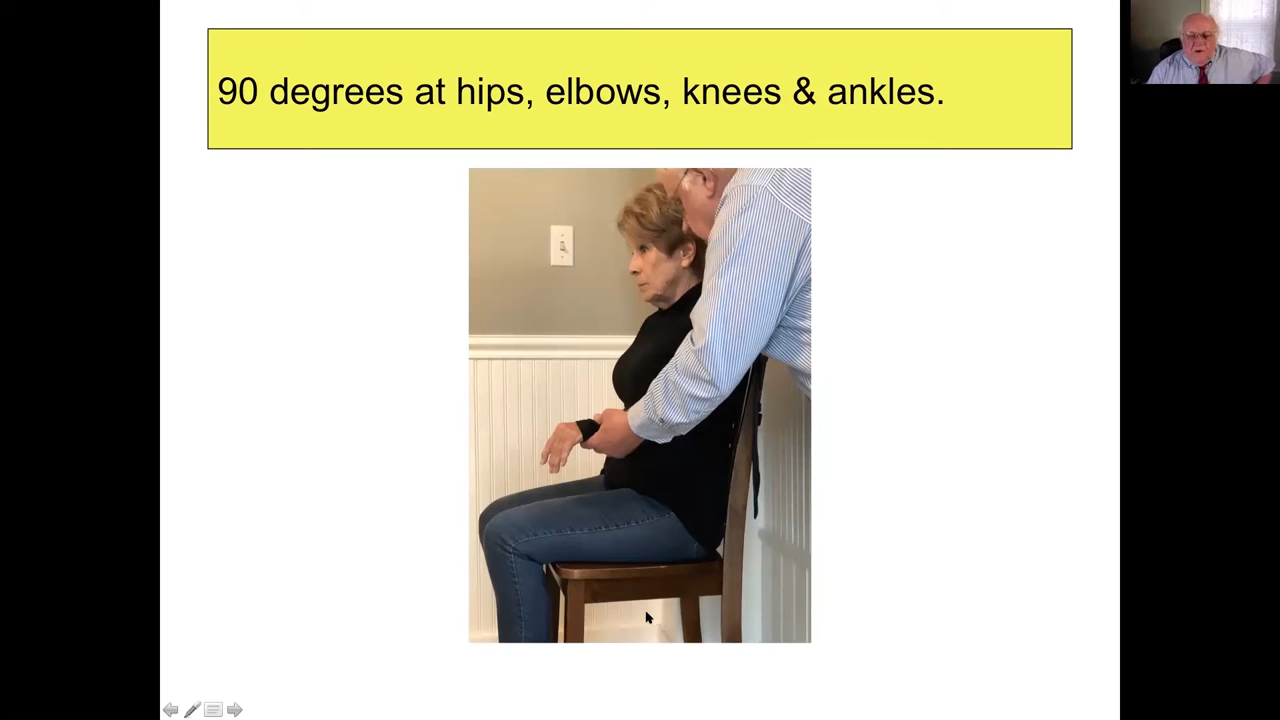 90 degrees at hips, elbows, knees & ankles.